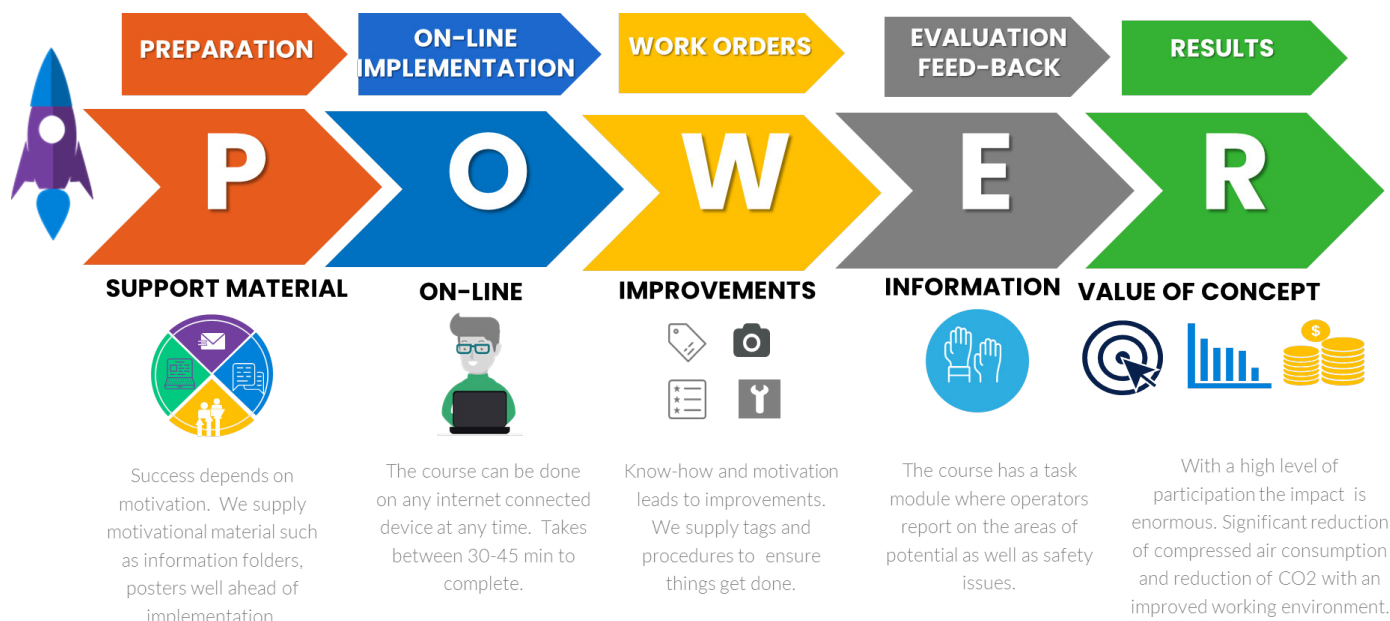 PREPARATION
ON-LINE
IMPLEMENTATION
WORK ORDERS
EVALUATION
FEED-BACK
RESULTS
P
O
W
E
R
SUPPORT MATERIAL
ON-LINE
IMPROVEMENTS
INFORMATION
VALUE OF CONCEPT
$
Success depends on
motivation. We supply
motivational material such
as information folders,
posters well ahead of
implementation
The course can be done
on any internet connected
device at any time. Takes
between 30-45 min to
complete.
Know-how and motivation
leads to improvements.
We supply tags and
procedures to ensure
things get done.
The course has a task
module where operators
report on the areas of
potential as well as safety
issues.
With a high level of
participation the impact is
enormous. Significant reduction
of compressed air consumption
and reduction of CO2 with an
improved working environment.